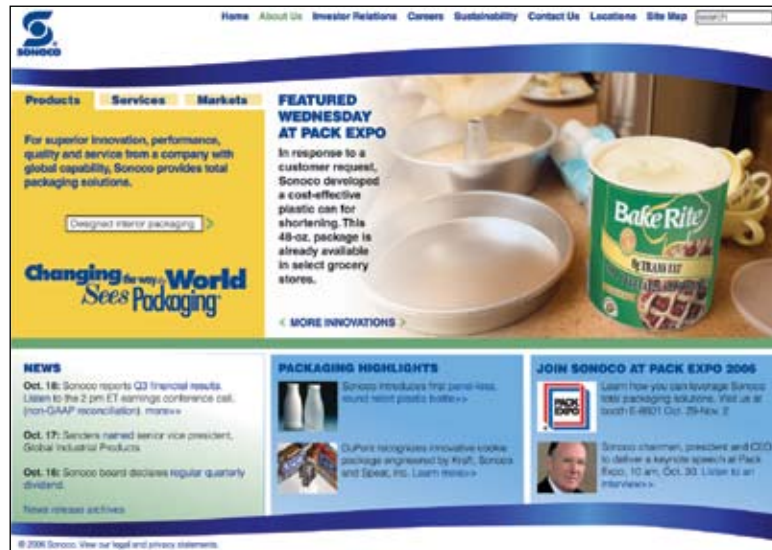 SONOCO
Home About Us Investor Relations Careers Sustainability Contact Us Locations Site Map search
Products Services Markets
For superior innovation, performance,
quality and service from a company with
global capability, Sonoco provides total
packaging solutions.
Designed interior packaging >
Changing the way the World
Sees Packaging
FEATURED
WEDNESDAY
AT PACK EXPO
In response to a
customer request,
Sonoco developed
a cost-effective
plastic can for
shortening. This
48-oz. package is
already available
in select grocery
stores.
< MORE INNOVATIONS >
BakeRite
0g TRANS FAT
NEWS
Oct. 18: Sonoco reports Q3 financial results.
Listen to the 2 pm ET earnings conference call.
(non-GAAP reconciliation). more>>
Oct. 17: Sanders named senior vice president,
Global Industrial Products.
Oct. 16: Sonoco board declares regular quarterly
dividend.
News release archives
PACKAGING HIGHLIGHTS
Sonoco introduces first panel-less,
round retort plastic bottle>>
DuPont recognizes innovative cookie
package engineered by Kraft, Sonoco
and Spear, Inc. Learn more>>
JOIN SONOCO AT PACK EXPO 2006
PACK
EXPO
Learn how you can leverage Sonoco
total packaging solutions. Visit us at
booth E-8601 Oct. 29-Nov. 2
Sonoco chairman, president and CEO
to deliver a keynote speech at Pack
Expo, 10 am, Oct. 30. Listen to an
interview>>
© 2006 Sonoco. View our legal and privacy statements.